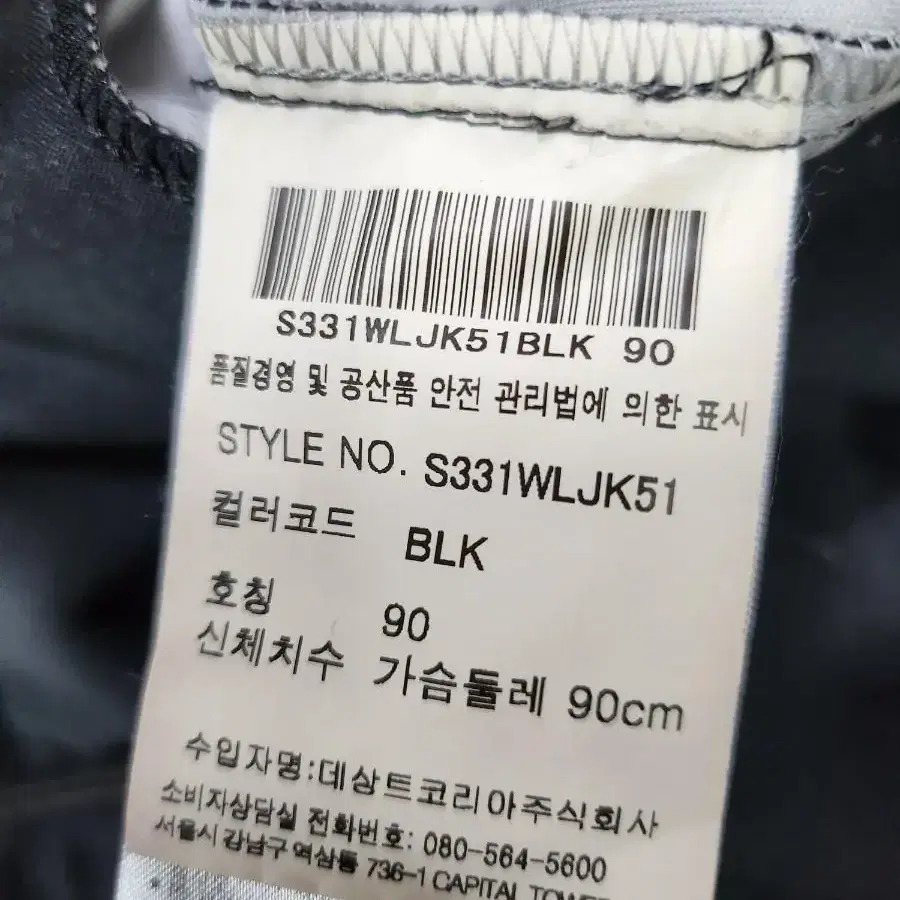 S331WLJK51BLK 90
품질경영 및 공산품 안전 관리법에 의한 표시
STYLE NO. S331WLJK51
컬러코드 BLK
호칭 90
신체치수 가슴둘레 90cm
수입자명:데상트코리아주식회사
소비자상담실 전화번호: 080-564-5600
서울시 강남구 역삼동 736-1 CAPITAL TOWER